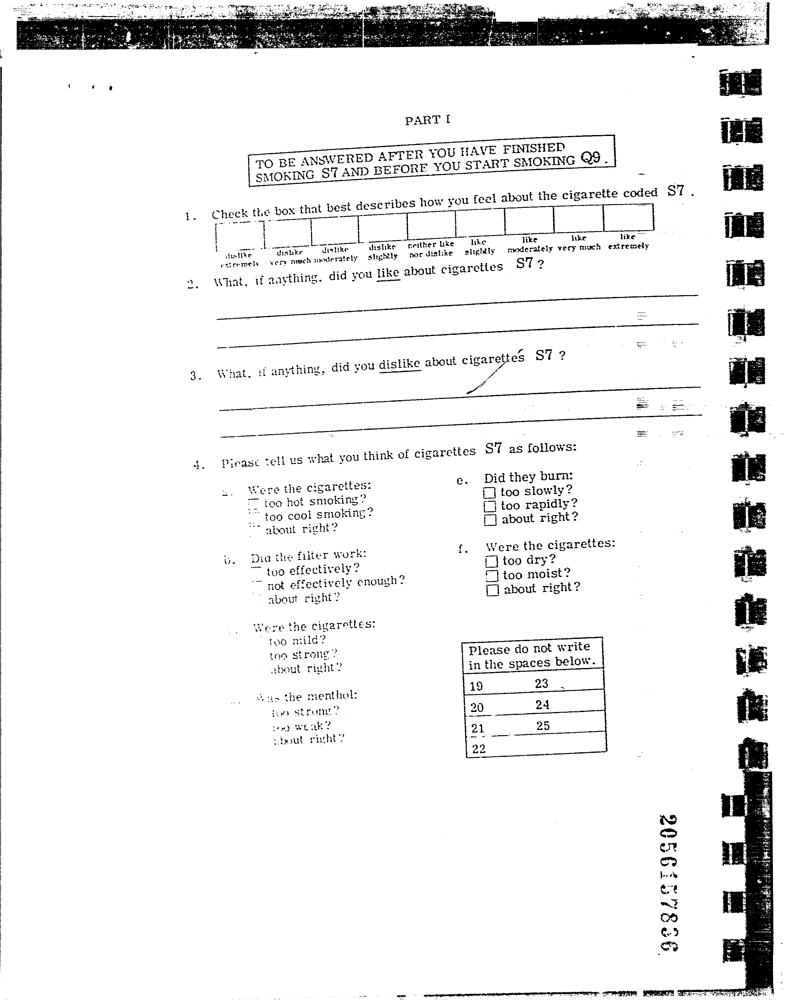 PART I
TO BE ANSWERED AFTER YOU HAVE FINISHED
SMOKING S7 AND BEFORE YOU START SMOKING Q9.
1. Check the box that best describes how you feel about the cigarette coded S7.
dislike extremely
dislike very much
dislike moderately
dislike slightly
neither like nor dislike
like slightly
like moderately
like very much
like extremely
2. What, if anything, did you like about cigarettes S7?
3. What, if anything, did you dislike about cigarettes S7?
4. Please tell us what you think of cigarettes S7 as follows:
a. Were the cigarettes:
too hot smoking?
too cool smoking?
about right?
b. Did the filter work:
too effectively?
not effectively enough?
about right?
Were the cigarettes:
too mild?
too strong?
about right?
Was the menthol:
too strong?
too weak?
about right?
e. Did they burn:
too slowly?
too rapidly?
about right?
f. Were the cigarettes:
too dry?
too moist?
about right?
Please do not write
in the spaces below.
19 23
20 24
21 25
22
2056157836